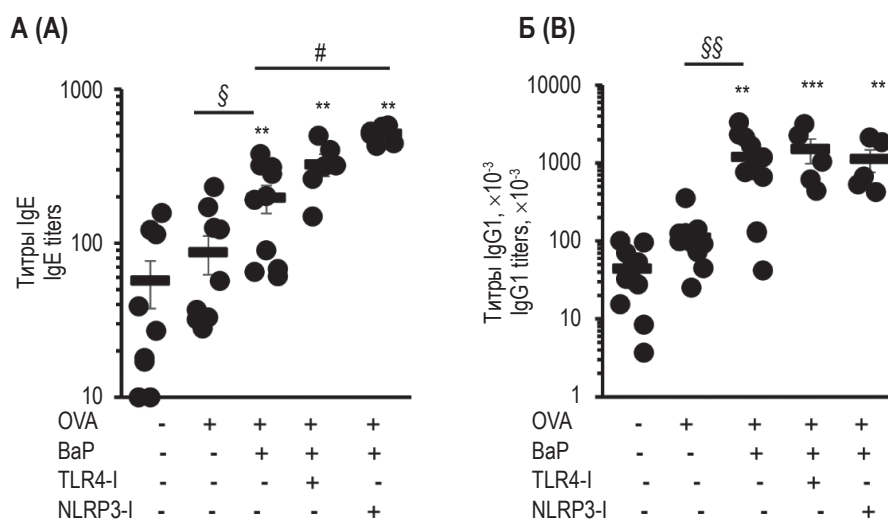 А (A)
#
§
**
**
**
1000
100
10
Титры IgE
IgE titers
OVA - + + + +
BaP - - + + +
TLR4-I - - - + -
NLRP3-I - - - - +
Б (B)
§§
**
***
**
10000
1000
100
10
1
Титры IgG1, ×10-3
IgG1 titers, ×10-3
OVA - + + + +
BaP - - + + +
TLR4-I - - - + -
NLRP3-I - - - - +